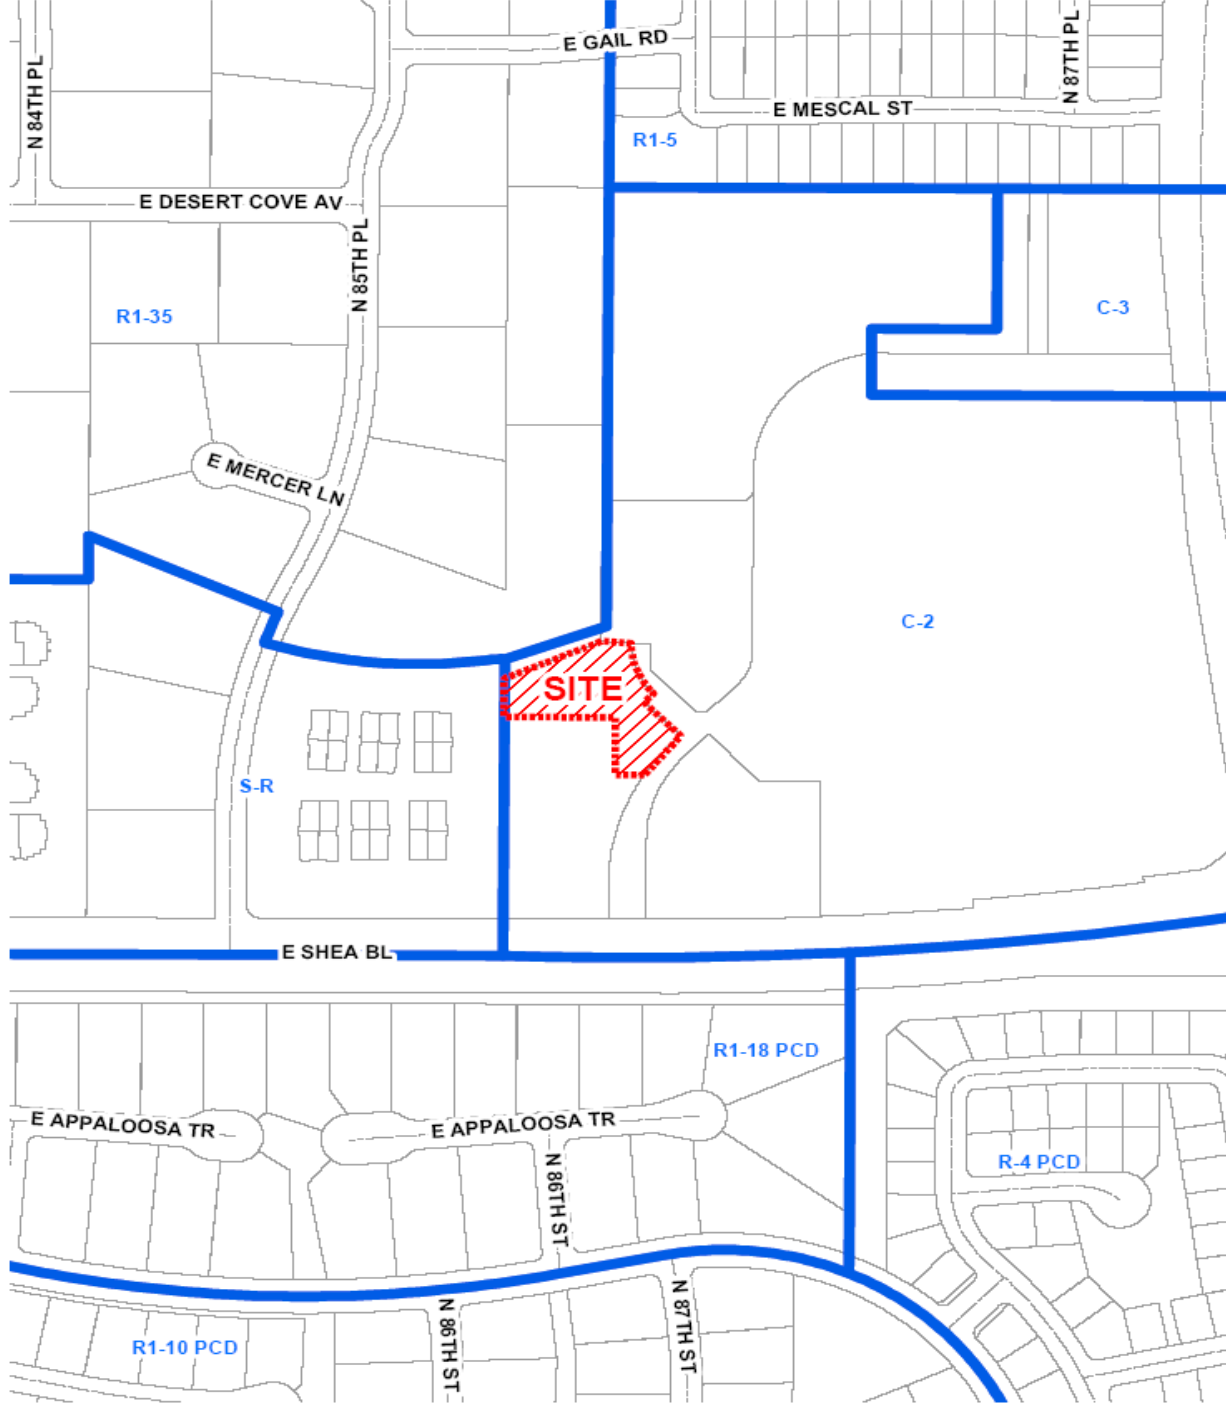 E GAIL RD
N 87TH PL
N 84TH PL
E MESCAL ST
R1-5
E DESERT COVE AV
N 85TH PL
R1-35
C-3
E MERCER LN
C-2
SITE
S-R
E SHEA BL
R1-18 PCD
E APPALOOSA TR
E APPALOOSA TR
R-4 PCD
N 86TH ST
N 87TH ST
N 86TH ST
R1-10 PCD